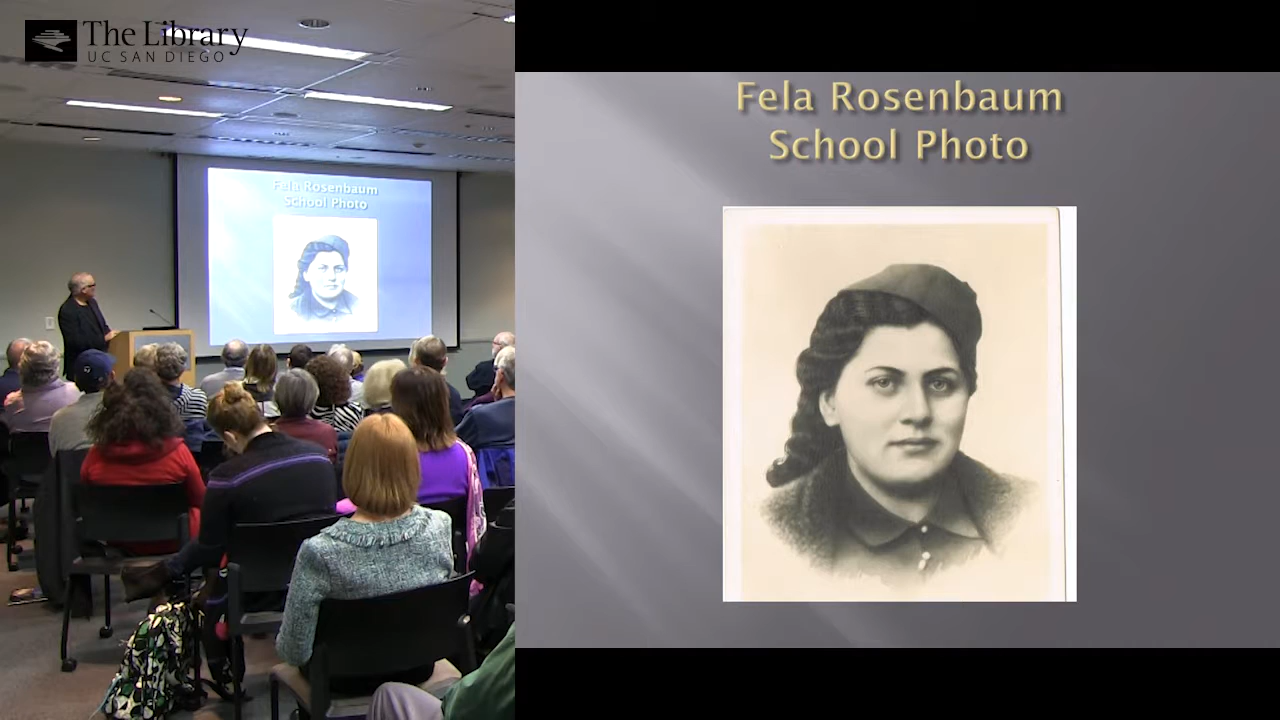 The Library
UC SAN DIEGO
Fela Rosenbaum
School Photo
Fela Rosenbaum
School Photo